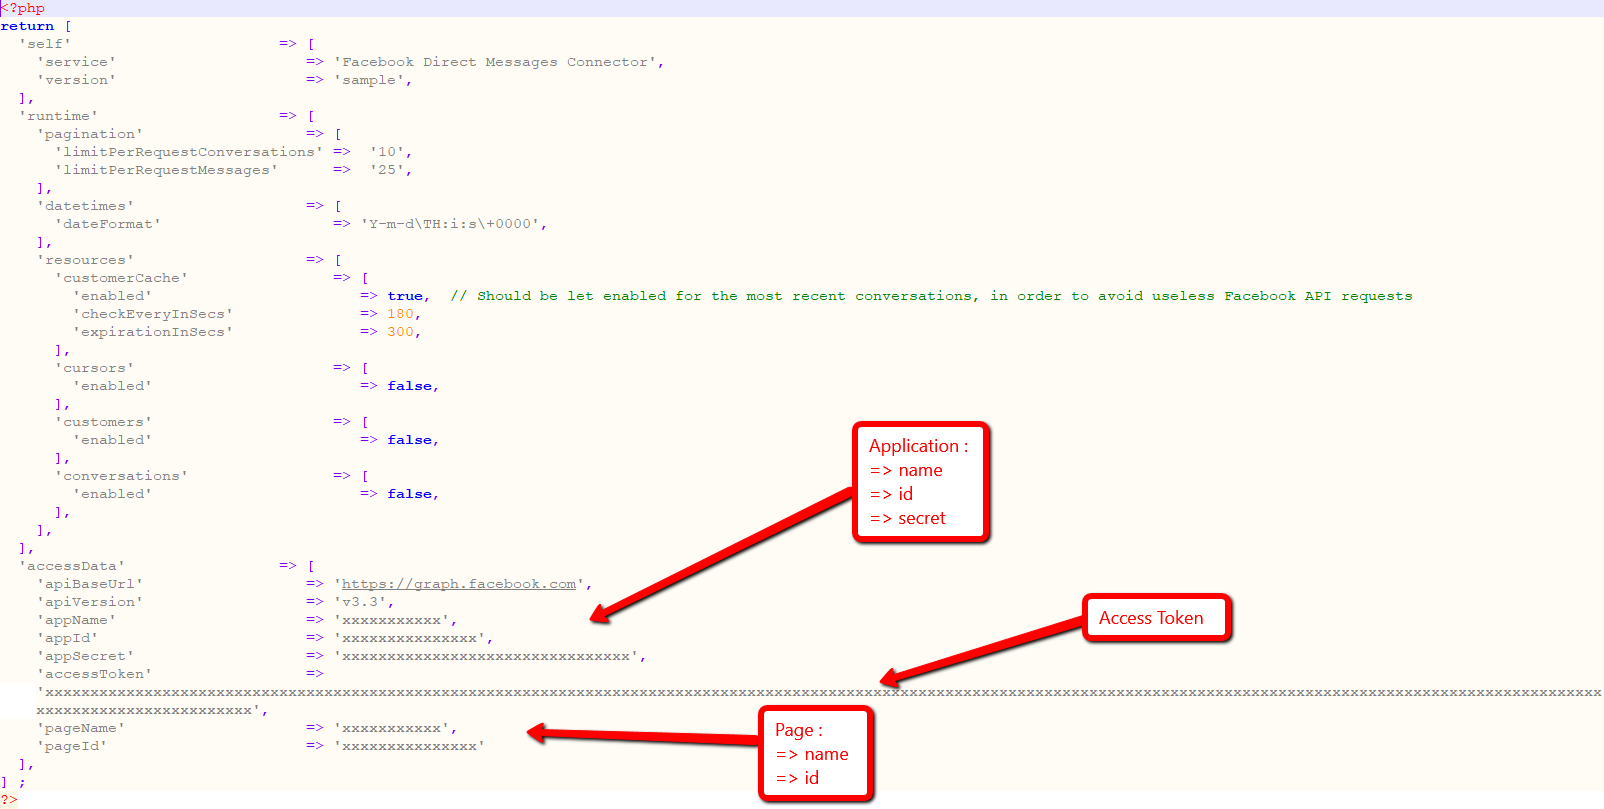 <?php
return [
  'self'                       => [
    'service'                     => 'Facebook Direct Messages Connector',
    'version'                     => 'sample',
  ],
  'runtime'                    => [
    'pagination'                  => [
      'limitPerRequestConversations' =>  '10',
      'limitPerRequestMessages'      =>  '25',
    ],
    'datetimes'                   => [
      'dateFormat'                   => 'Y-m-d\TH:i:s\+0000',
    ],
    'resources'                   => [
      'customerCache'                => [
        'enabled'                       => true,  // Should be let enabled for the most recent conversations, in order to avoid useless Facebook API requests
        'checkEveryInSecs'              => 180,
        'expirationInSecs'              => 300,
      ],
      'cursors'                      => [
        'enabled'                       => false,
      ],
      'customers'                    => [
        'enabled'                       => false,
      ],
      'conversations'                => [
        'enabled'                       => false,
      ],
    ],
  ],
  'accessData'                 => [
    'apiBaseUrl'                  => 'https://graph.facebook.com',
    'apiVersion'                  => 'v3.3',
    'appName'                     => 'xxxxxxxxxxx',
    'appId'                       => 'xxxxxxxxxxxxxxx',
    'appSecret'                   => 'xxxxxxxxxxxxxxxxxxxxxxxxxxxxxxxx',
    'accessToken'                 =>
    'xxxxxxxxxxxxxxxxxxxxxxxxxxxxxxxxxxxxxxxxxxxxxxxxxxxxxxxxxxxxxxxxxxxxxxxxxxxxxxxxxxxxxxxxxxxxxxxxxxxxxxxxxxxxxxxxxxxxxxxxxxxxxxxxxxxxxxxxxxxxxxxxxxxxxxxxxxxxxxxxxxxxxxxxx
    xxxxxxxxxxxxxxxxxxxxxxxx',
    'pageName'                    => 'xxxxxxxxxxx',
    'pageId'                      => 'xxxxxxxxxxxxxxx'
  ],
] ;
?>
Application :
=> name
=> id
=> secret
Access Token
Page :
=> name
=> id